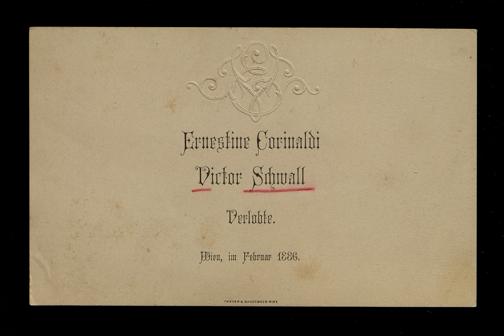 Ernestine Corinaldi
Victor Schwall
Verlobte.
Wien, im Februar 1886.